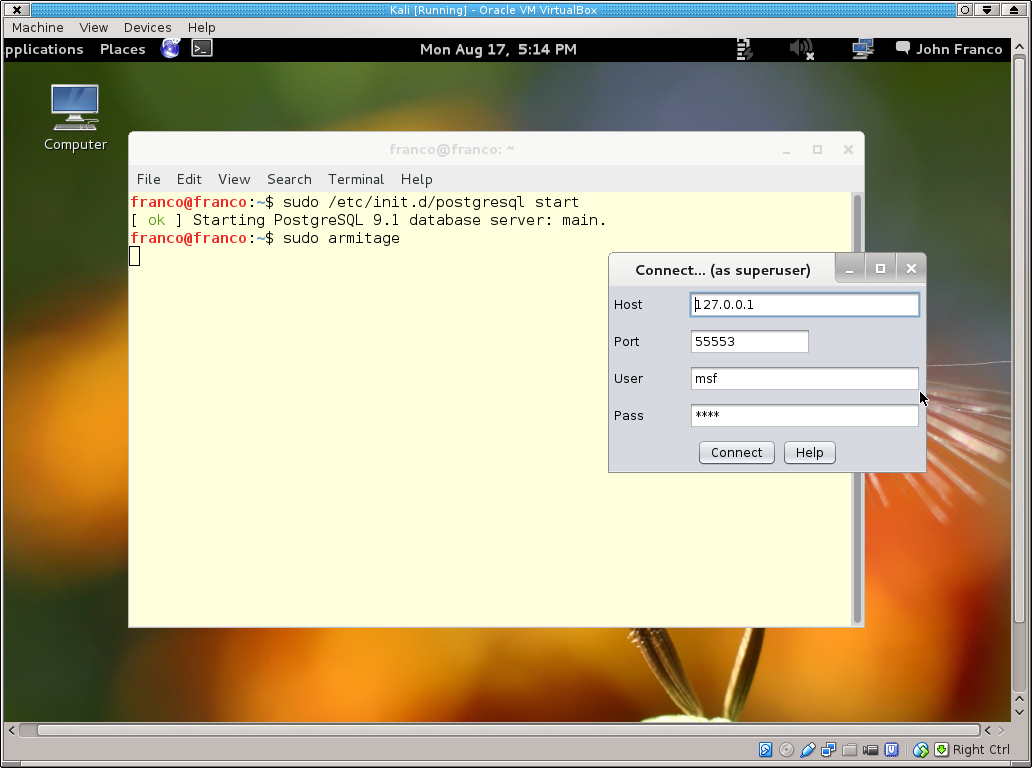 Kali [Running] - Oracle VM VirtualBox
Machine View Devices Help
pplications Places Mon Aug 17, 5:14 PM John Franco
Computer
franco@franco: ~
File Edit View Search Terminal Help
franco@franco:~$ sudo /etc/init.d/postgresql start
[ ok ] Starting PostgreSQL 9.1 database server: main.
franco@franco:~$ sudo armitage
Connect... (as superuser)
Host 127.0.0.1
Port 55553
User msf
Pass ****
Connect Help
Right Ctrl